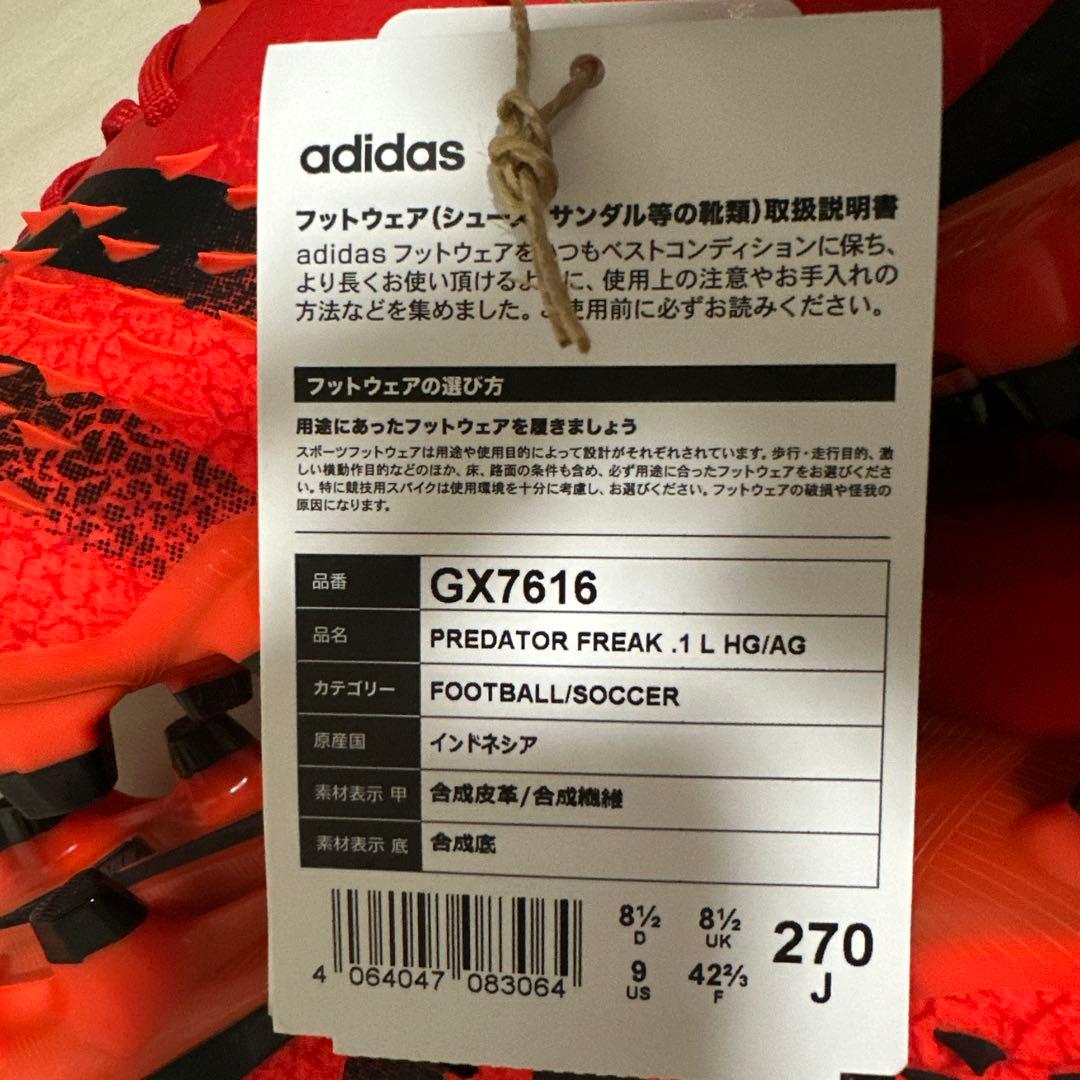 adidas
フットウェア(シューズ、サンダル等の靴類)取扱説明書
adidas フットウェアをいつもベストコンディションに保ち、
より長くお使い頂けるように、使用上の注意やお手入れの
方法などを集めました。ご使用前に必ずお読みください。
フットウェアの選び方
用途にあったフットウェアを履きましょう
スポーツフットウェアは用途や使用目的によって設計がそれぞれされています。歩行・走行目的、激
しい横動作目的などのほか、床、路面の条件も含め、必ず用途に合ったフットウェアをお選びくださ
い。特に競技用スパイクは使用環境を十分に考慮し、お選びください。フットウェアの破損や怪我の
原因になります。
品番 GX7616
品名 PREDATOR FREAK .1 L HG/AG
カテゴリー FOOTBALL/SOCCER
原産国 インドネシア
素材表示 甲 合成皮革/合成繊維
素材表示 底 合成底
4 064047 083064
8½ D
8½ UK
9 US
42⅔ F
270 J